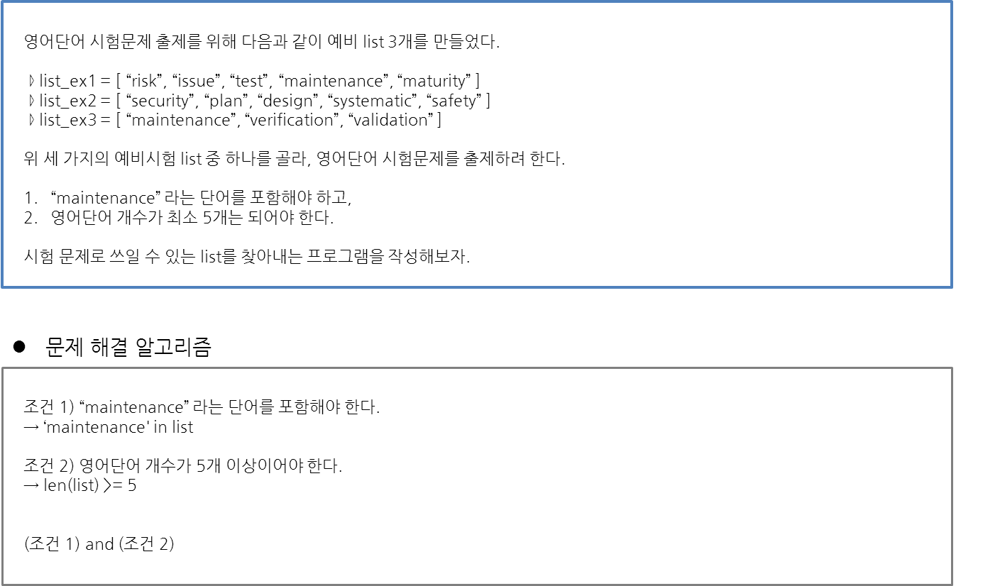 영어단어 시험문제 출제를 위해 다음과 같이 예비 list 3개를 만들었다.
▷ list_ex1 = [ “risk”, “issue”, “test”, “maintenance”, “maturity” ]
▷ list_ex2 = [ “security”, “plan”, “design”, “systematic”, “safety” ]
▷ list_ex3 = [ “maintenance”, “verification”, “validation” ]
위 세 가지의 예비시험 list 중 하나를 골라, 영어단어 시험문제를 출제하려 한다.
1. “maintenance” 라는 단어를 포함해야 하고,
2. 영어단어 개수가 최소 5개는 되어야 한다.
시험 문제로 쓰일 수 있는 list를 찾아내는 프로그램을 작성해보자.
● 문제 해결 알고리즘
조건 1) “maintenance” 라는 단어를 포함해야 한다.
→ ‘maintenance' in list
조건 2) 영어단어 개수가 5개 이상이어야 한다.
→ len(list) >= 5
(조건 1) and (조건 2)